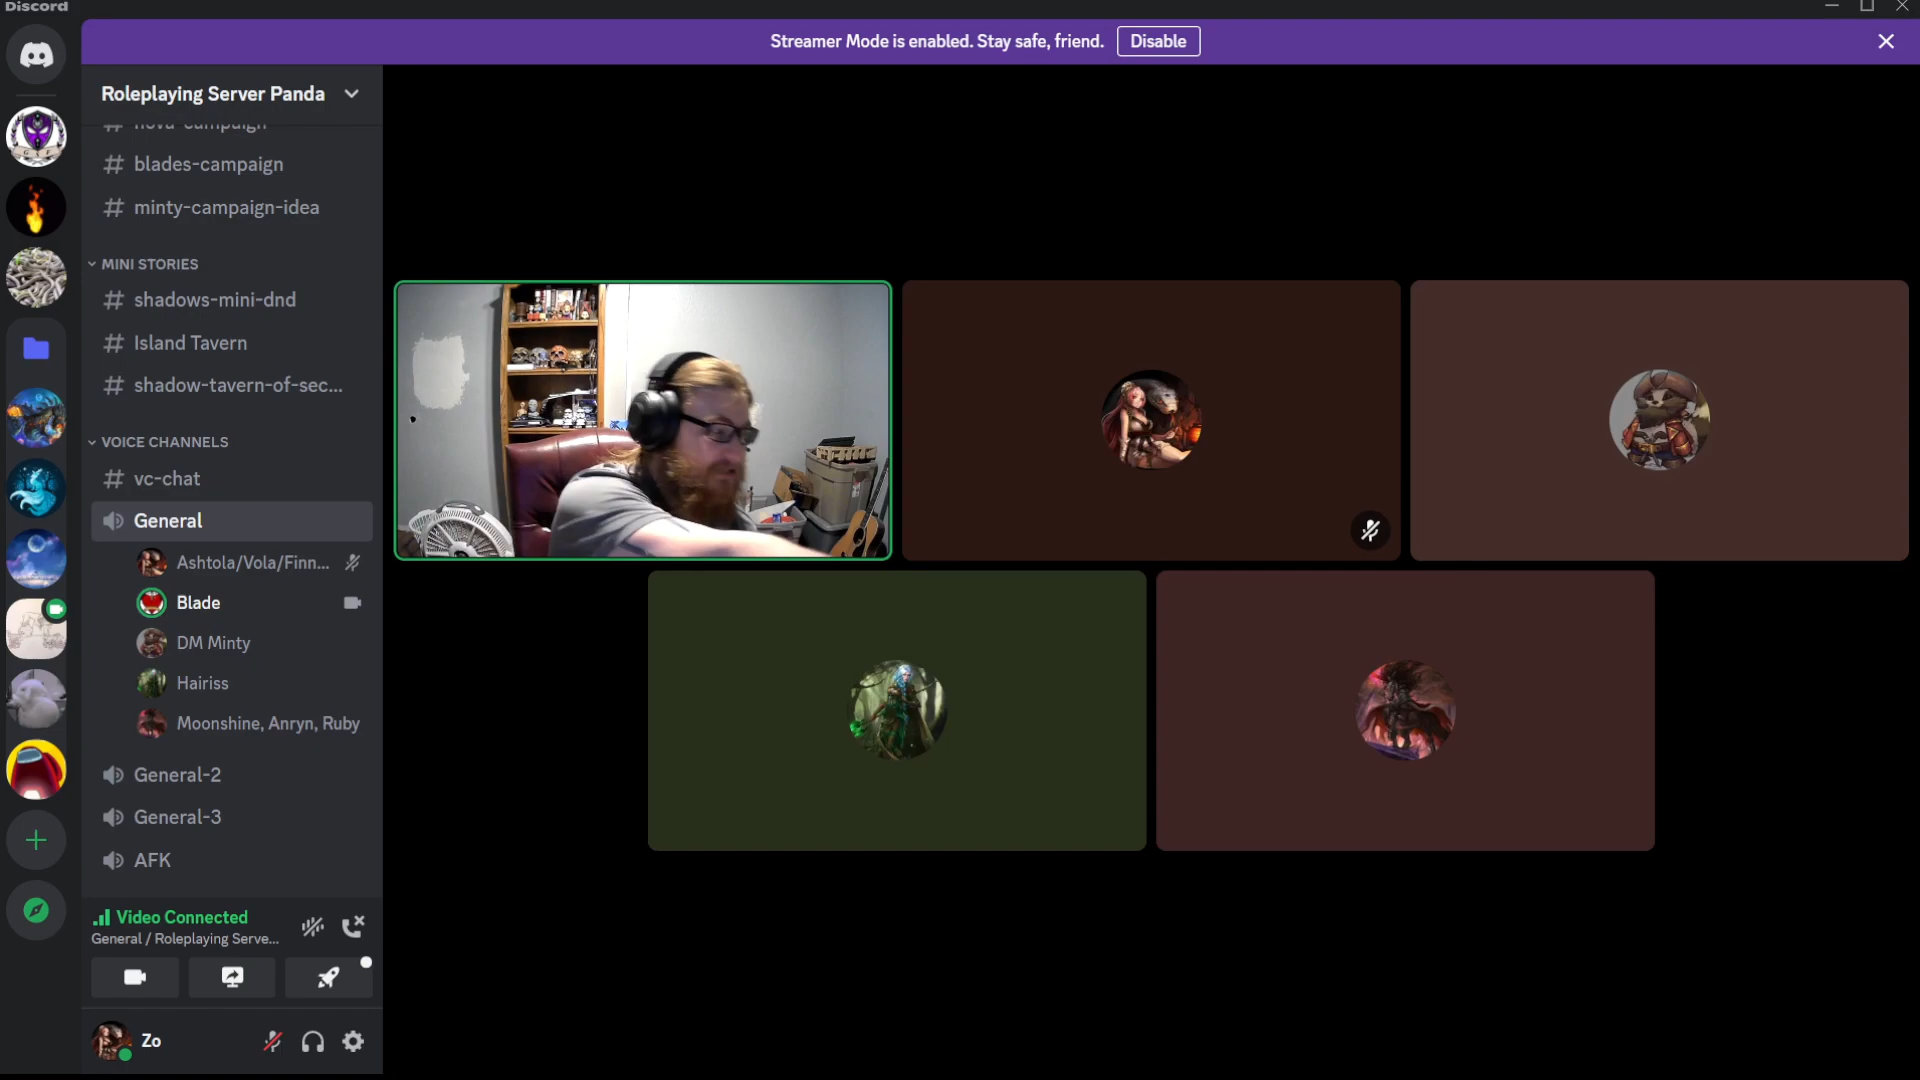 Discord
Streamer Mode is enabled. Stay safe, friend.
Disable
Roleplaying Server Panda
nova-campaign
blades-campaign
minty-campaign-idea
MINI STORIES
shadows-mini-dnd
Island Tavern
shadow-tavern-of-sec...
VOICE CHANNELS
vc-chat
General
Ashtola/Vola/Finn...
Blade
DM Minty
Hairiss
Moonshine, Anryn, Ruby
General-2
General-3
AFK
Video Connected
General / Roleplaying Serve...
Zo